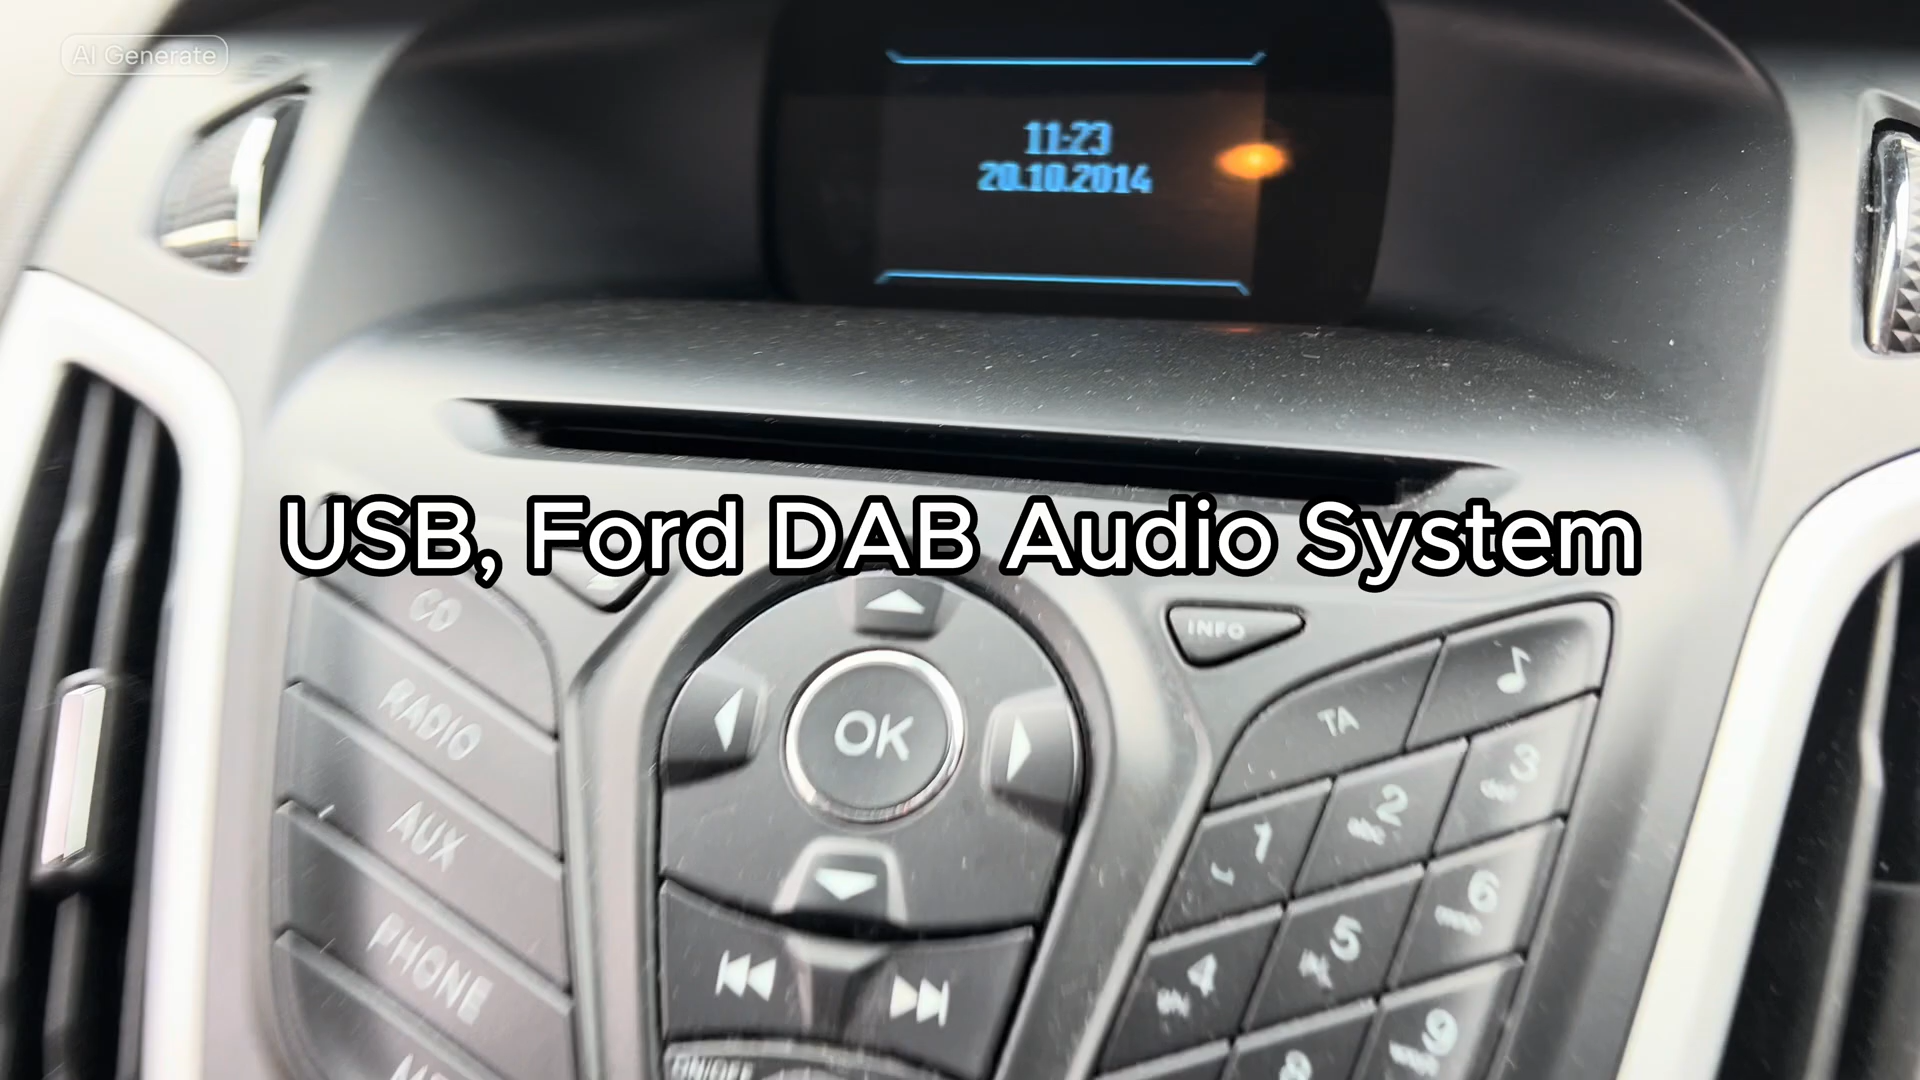 AI Generate
11:23
20.10.2014
USB, Ford DAB Audio System
CD
INFO
RADIO
TA
OK
AUX
1
2
3
PHONE
4
5
6
9